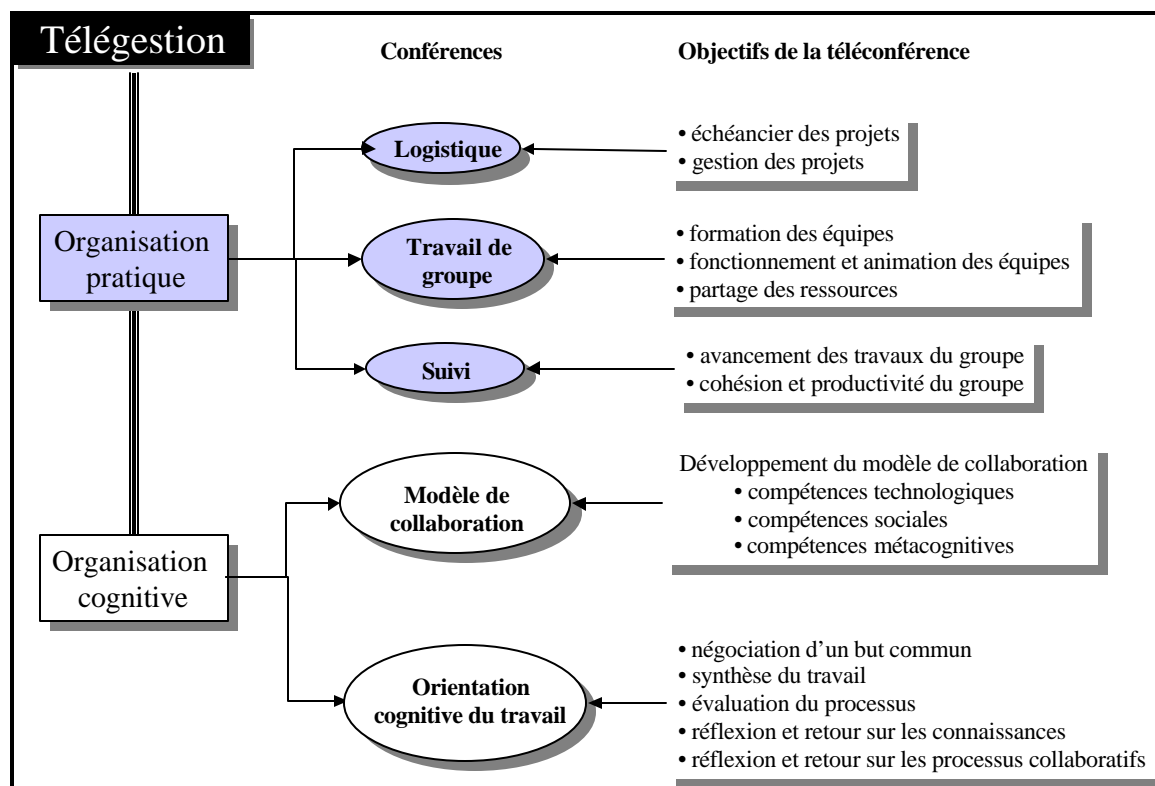 Télégestion
Conférences
Objectifs de la téléconférence
Logistique
• échéancier des projets
• gestion des projets
Organisation
pratique
Travail de
groupe
• formation des équipes
• fonctionnement et animation des équipes
• partage des ressources
Suivi
• avancement des travaux du groupe
• cohésion et productivité du groupe
Organisation
cognitive
Modèle de
collaboration
Développement du modèle de collaboration
• compétences technologiques
• compétences sociales
• compétences métacognitives
Orientation
cognitive du travail
• négociation d’un but commun
• synthèse du travail
• évaluation du processus
• réflexion et retour sur les connaissances
• réflexion et retour sur les processus collaboratifs